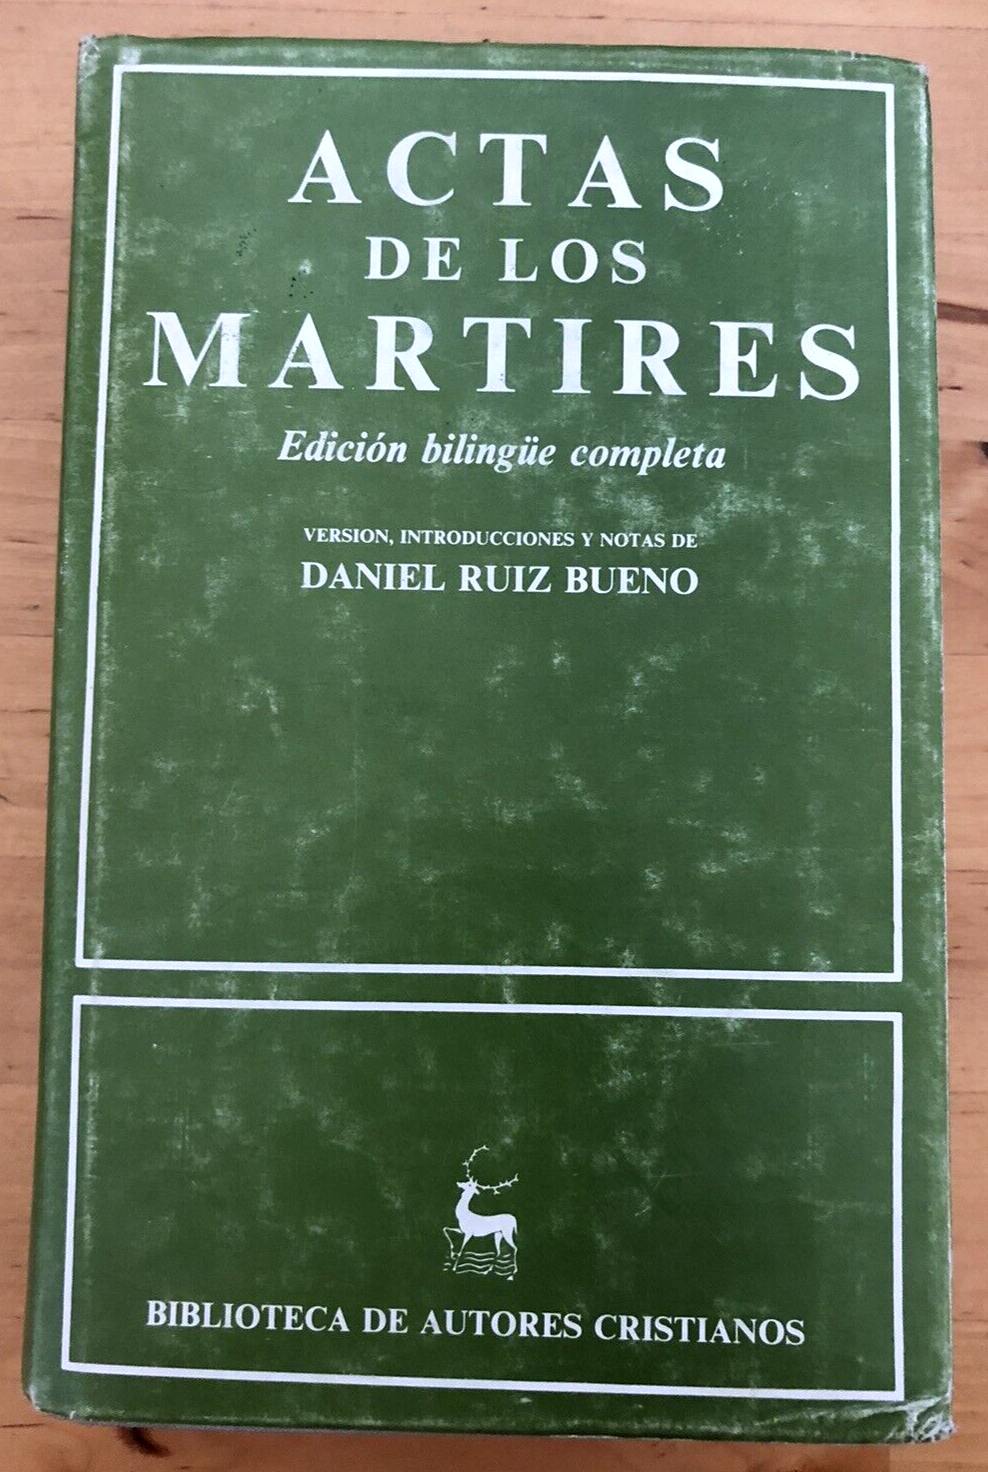 ACTAS
DE LOS
MARTIRES
Edición bilingüe completa
VERSION, INTRODUCCIONES Y NOTAS DE
DANIEL RUIZ BUENO
BIBLIOTECA DE AUTORES CRISTIANOS